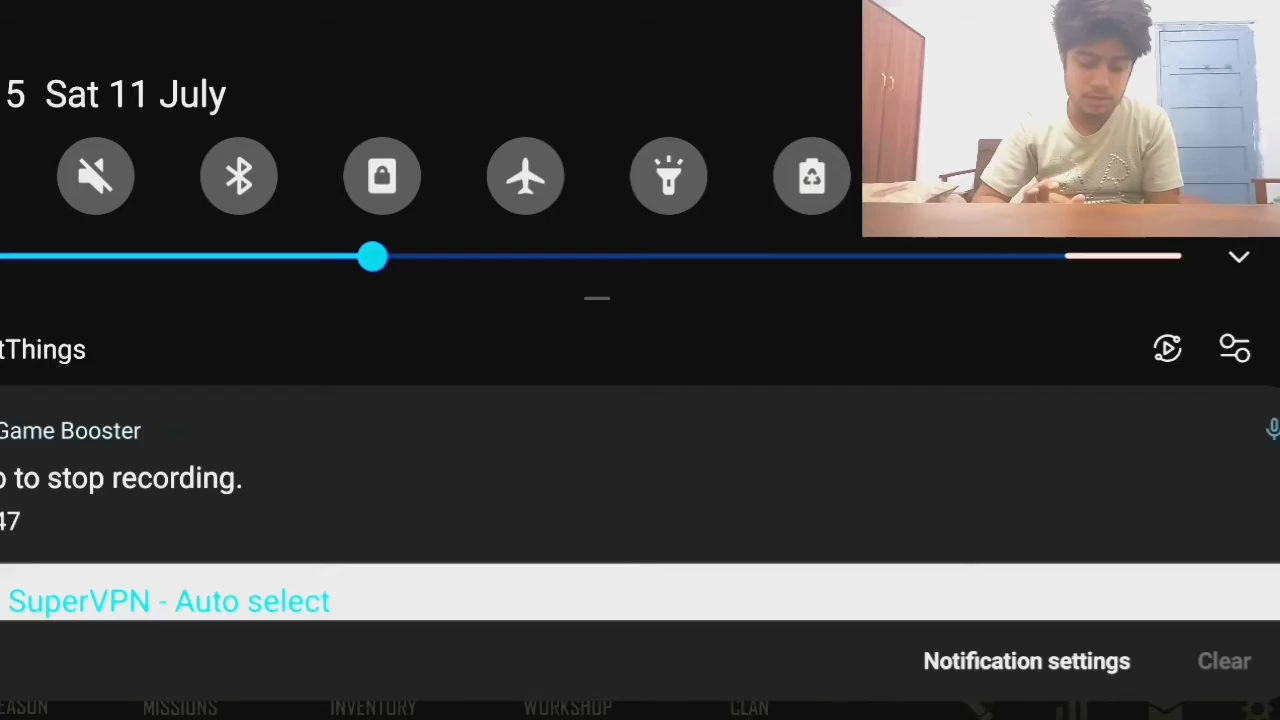 5 Sat 11 July
tThings
Game Booster
p to stop recording.
47
SuperVPN - Auto select
Notification settings
Clear
EASON MISSIONS INVENTORY WORKSHOP CLAN